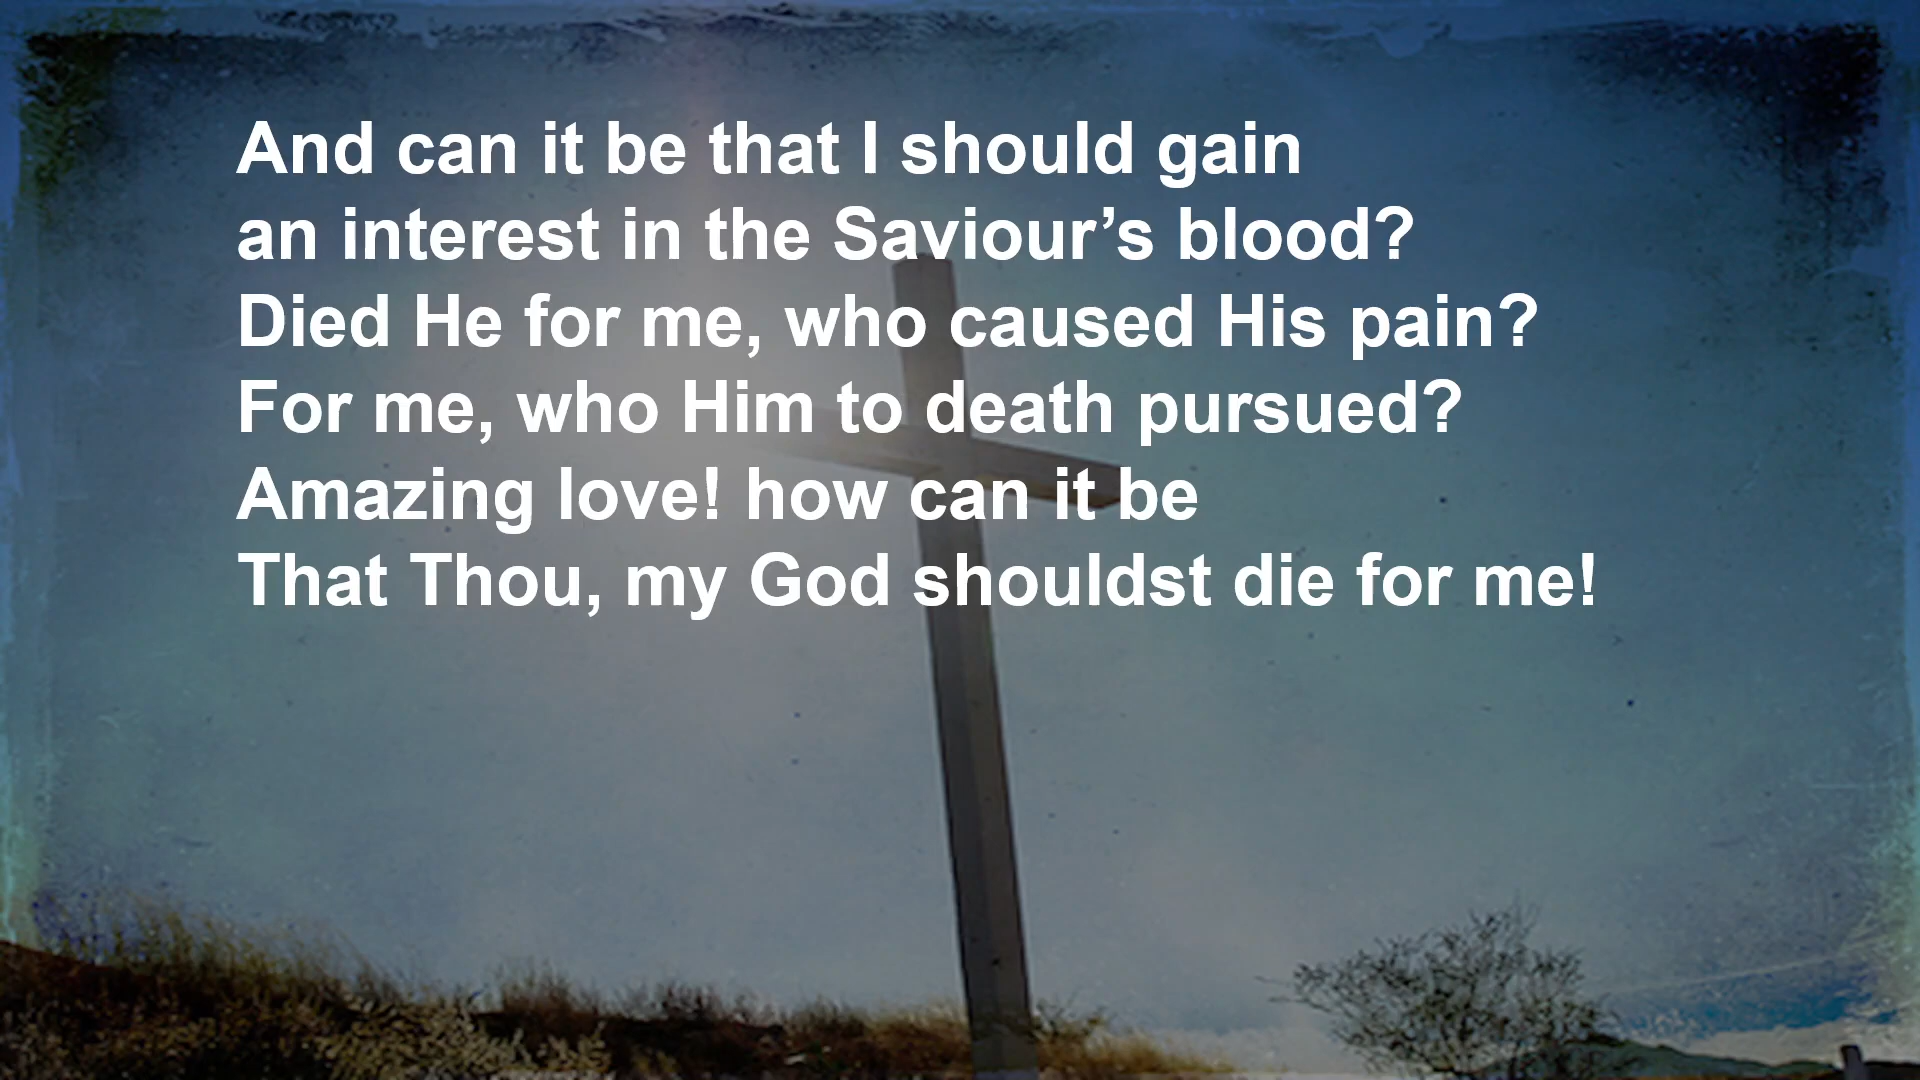 And can it be that I should gain
an interest in the Saviour’s blood?
Died He for me, who caused His pain?
For me, who Him to death pursued?
Amazing love! how can it be
That Thou, my God shouldst die for me!